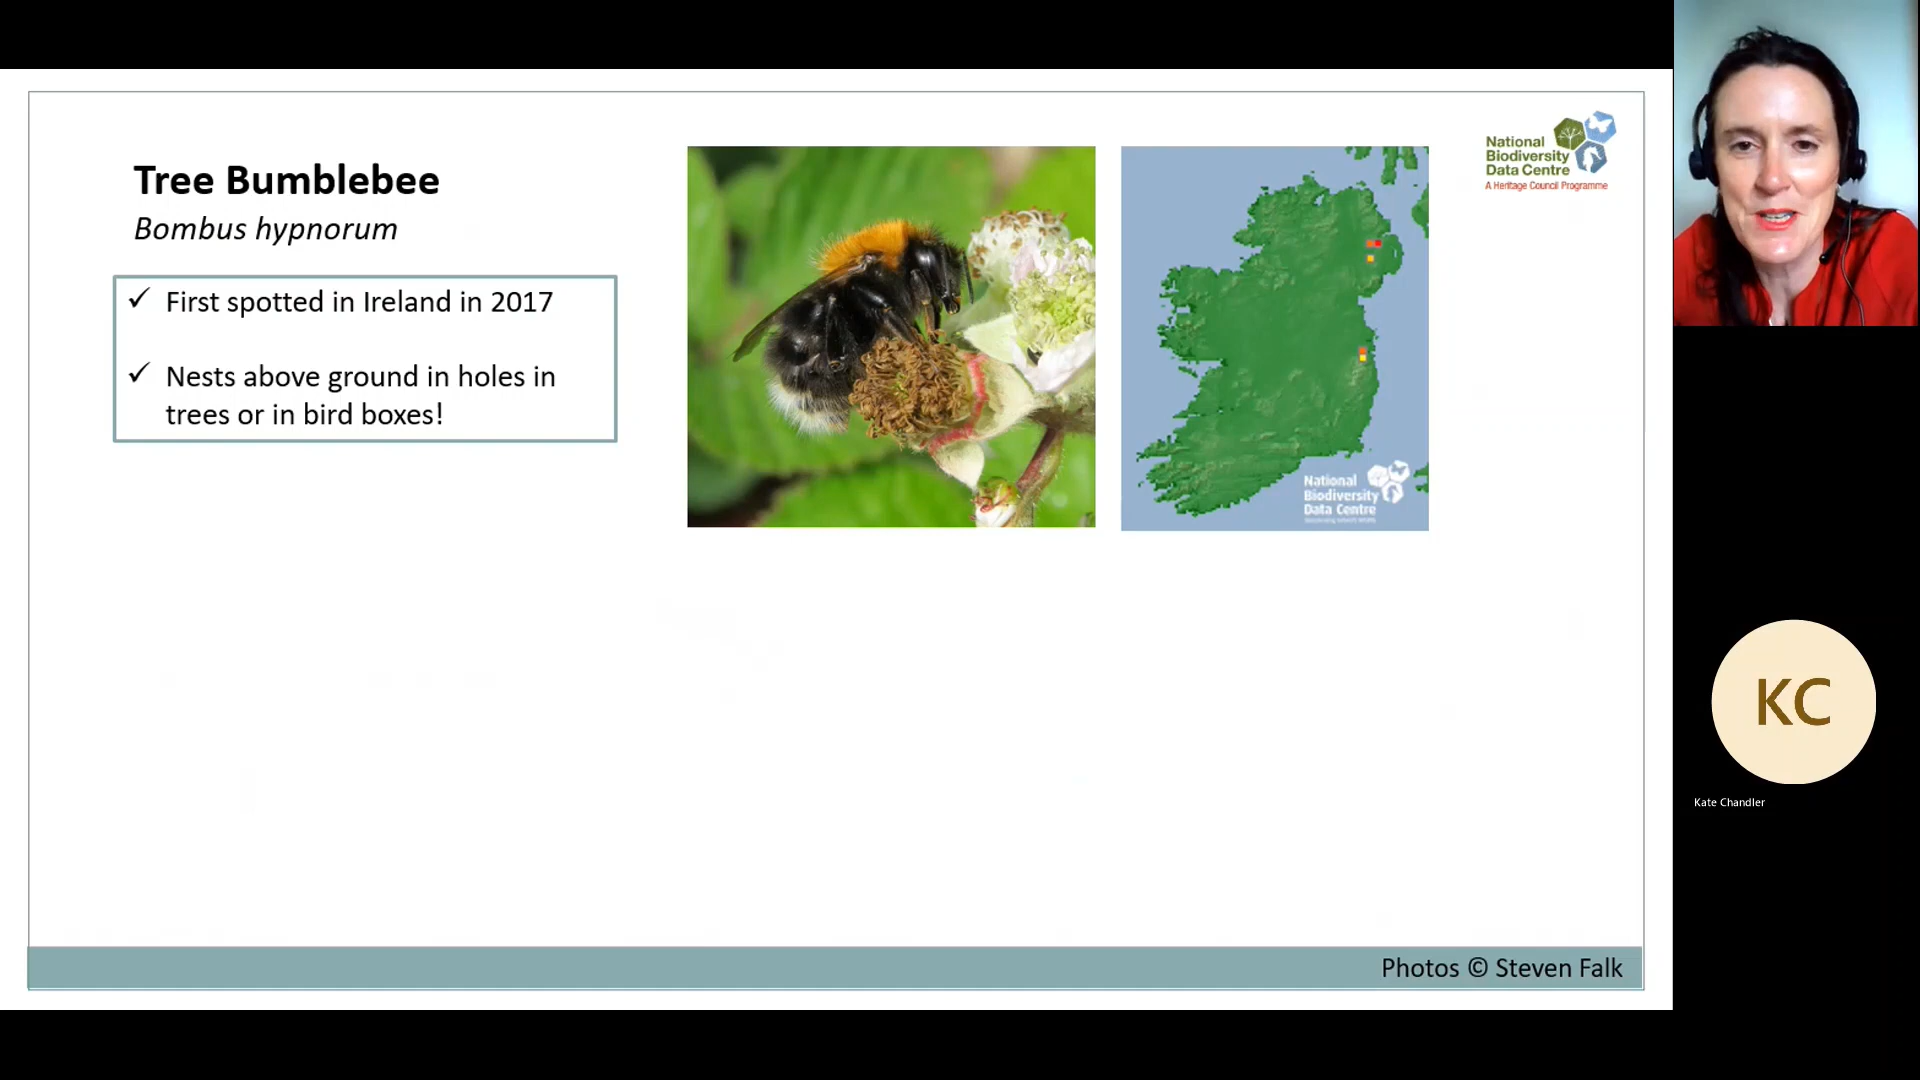 Tree Bumblebee
Bombus hypnorum
✓ First spotted in Ireland in 2017
✓ Nests above ground in holes in
trees or in bird boxes!
National
Biodiversity
Data Centre
A Heritage Council Programme
National
Biodiversity
Data Centre
Photos © Steven Falk
KC
Kate Chandler